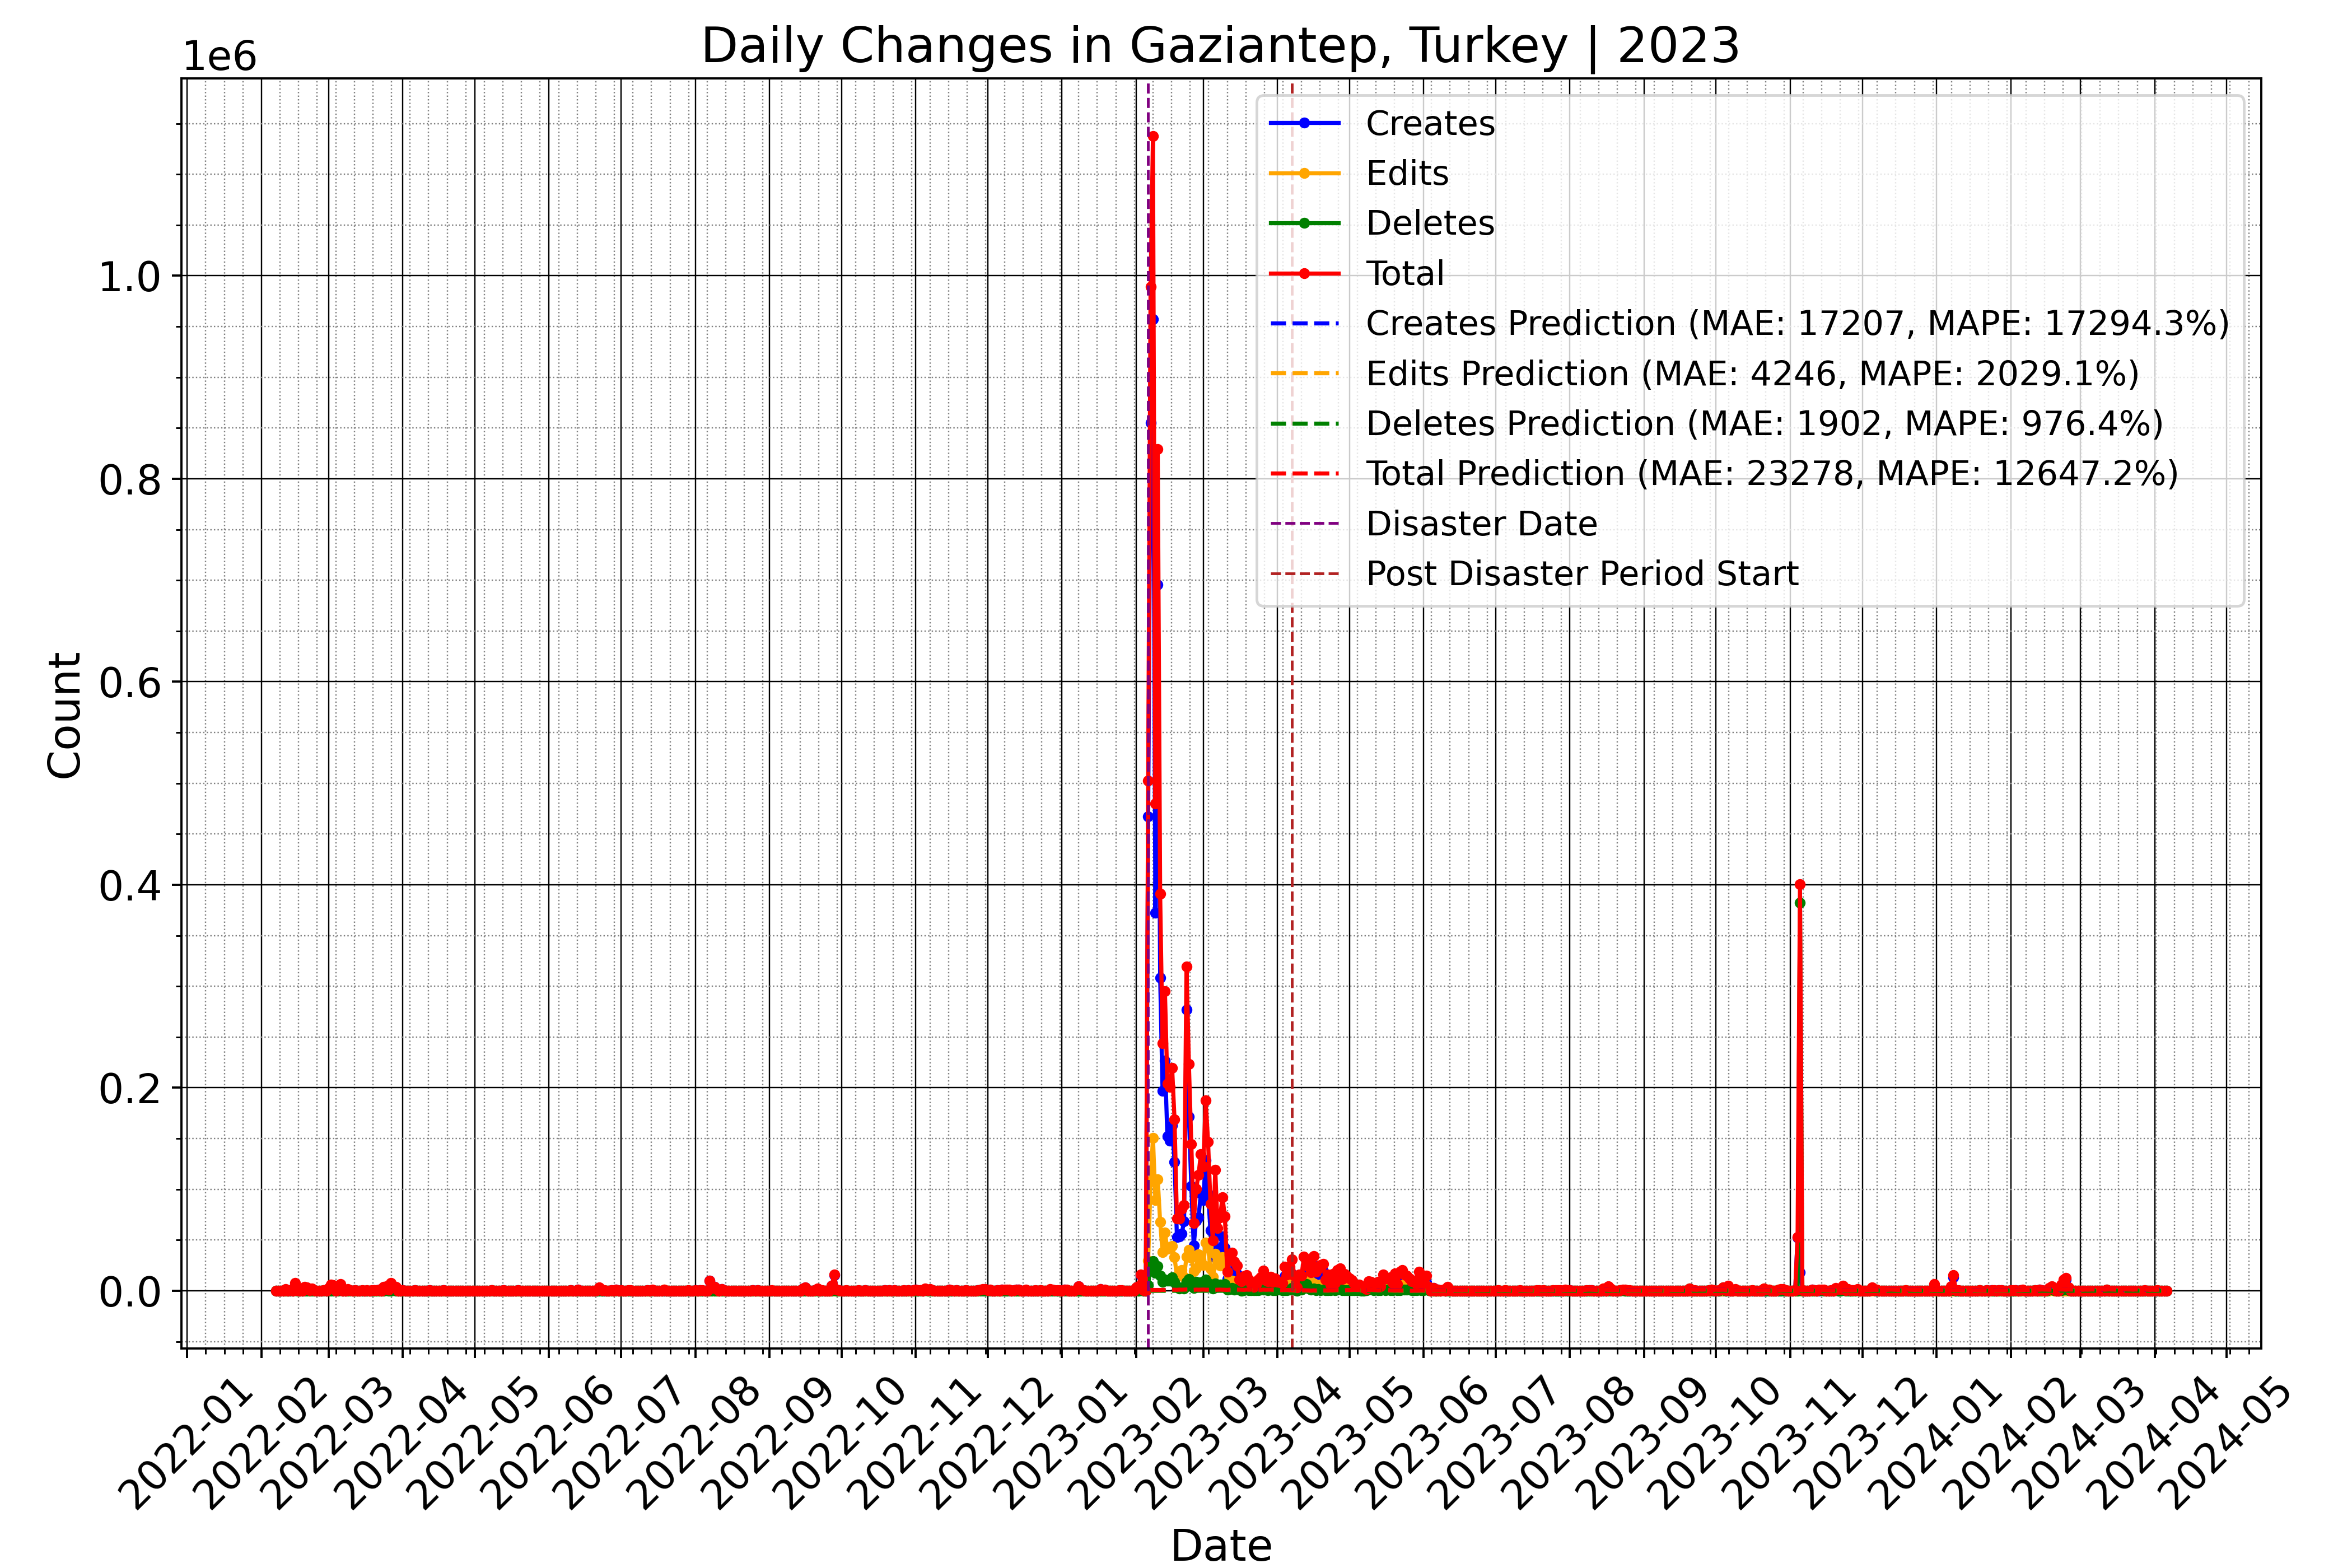 Daily Changes in Gaziantep, Turkey | 2023
1e6
Creates
Edits
Deletes
Total
Creates Prediction (MAE: 17207, MAPE: 17294.3%)
Edits Prediction (MAE: 4246, MAPE: 2029.1%)
Deletes Prediction (MAE: 1902, MAPE: 976.4%)
Total Prediction (MAE: 23278, MAPE: 12647.2%)
Disaster Date
Post Disaster Period Start
Count
1.0
0.8
0.6
0.4
0.2
0.0
2022-01
2022-02
2022-03
2022-04
2022-05
2022-06
2022-07
2022-08
2022-09
2022-10
2022-11
2022-12
2023-01
2023-02
2023-03
2023-04
2023-05
2023-06
2023-07
2023-08
2023-09
2023-10
2023-11
2023-12
2024-01
2024-02
2024-03
2024-04
2024-05
Date